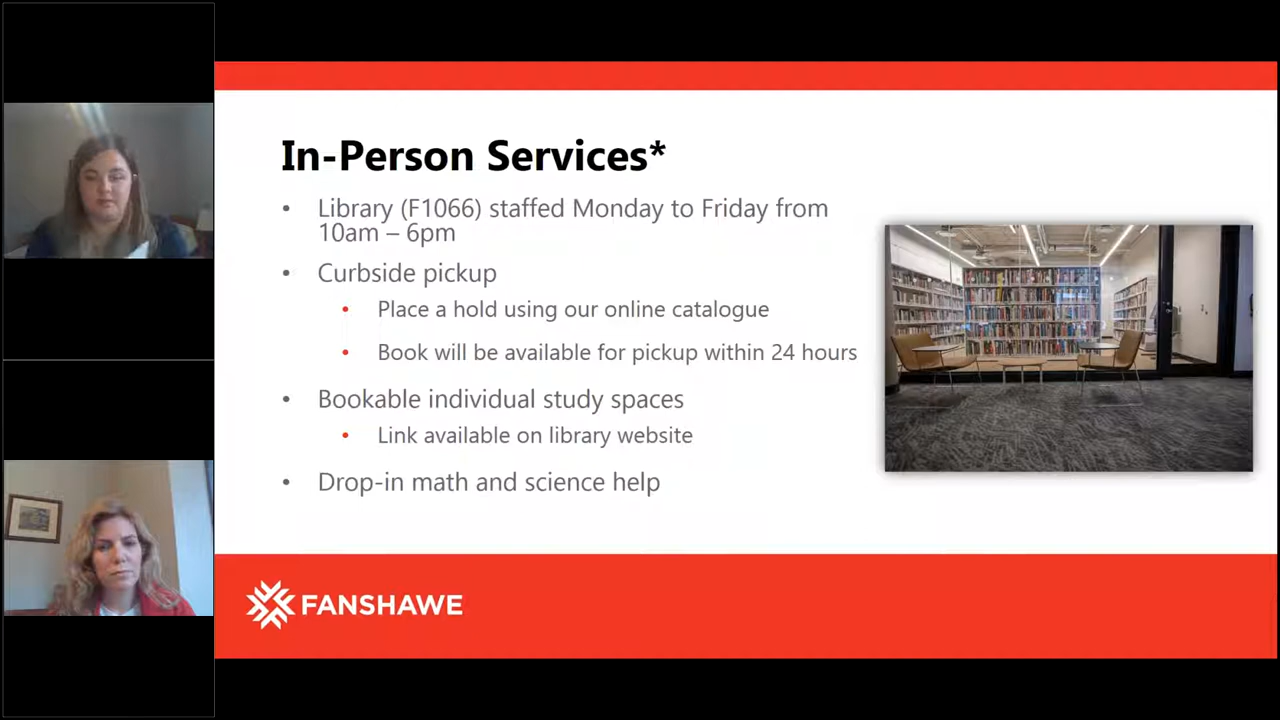 In-Person Services*
• Library (F1066) staffed Monday to Friday from
10am – 6pm
• Curbside pickup
• Place a hold using our online catalogue
• Book will be available for pickup within 24 hours
• Bookable individual study spaces
• Link available on library website
• Drop-in math and science help
FANSHAWE